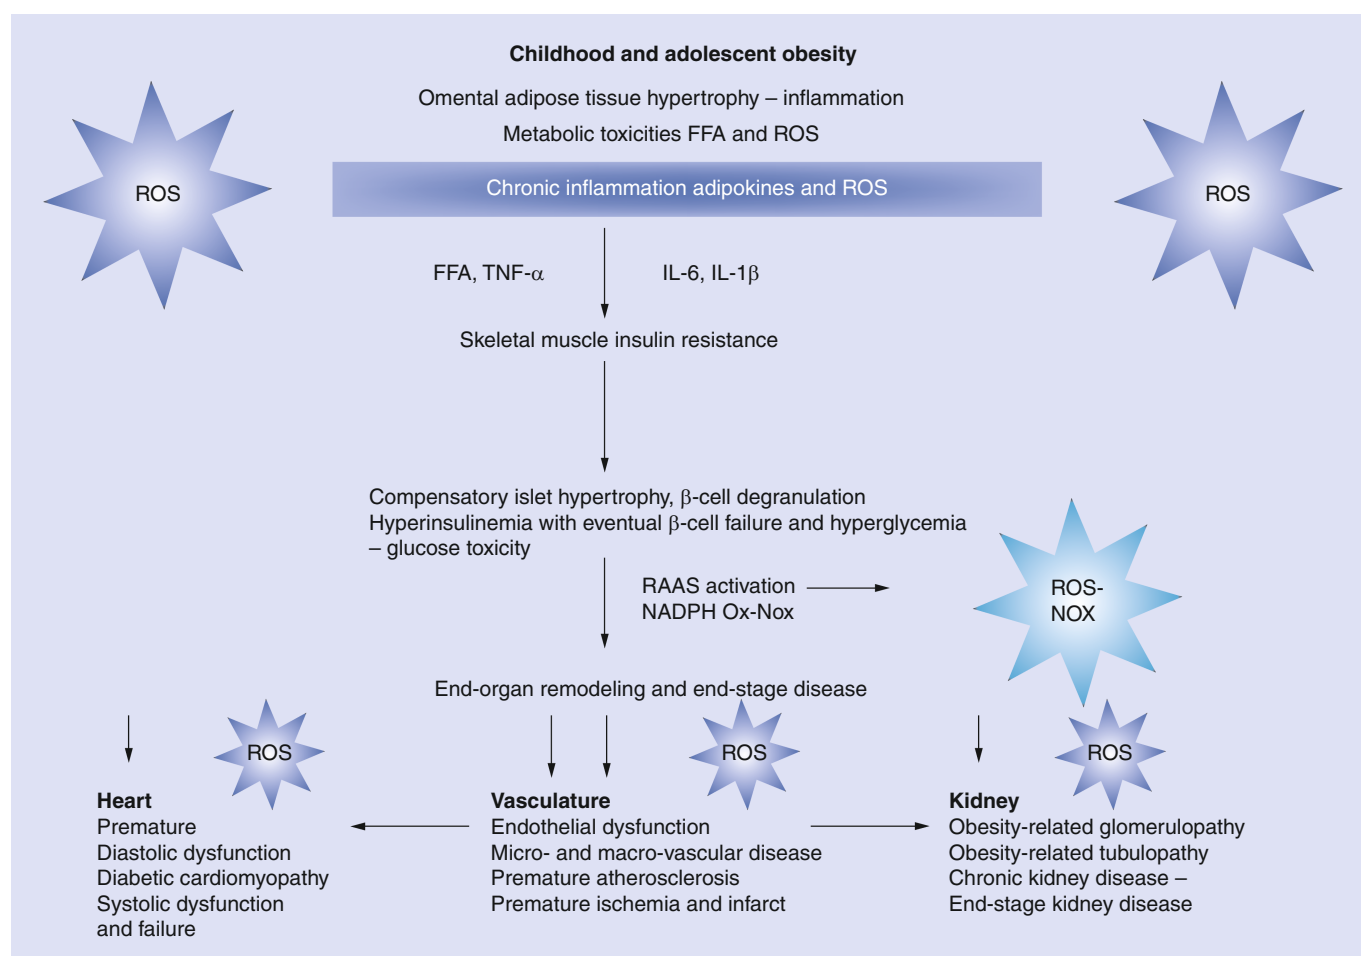 Childhood and adolescent obesity
Omental adipose tissue hypertrophy – inflammation
Metabolic toxicities FFA and ROS
ROS
Chronic inflammation adipokines and ROS
ROS
FFA, TNF-α
IL-6, IL-1β
Skeletal muscle insulin resistance
Compensatory islet hypertrophy, β-cell degranulation
Hyperinsulinemia with eventual β-cell failure and hyperglycemia
– glucose toxicity
RAAS activation
NADPH Ox-Nox
ROS-
NOX
End-organ remodeling and end-stage disease
ROS
ROS
ROS
Heart
Premature
Diastolic dysfunction
Diabetic cardiomyopathy
Systolic dysfunction
and failure
Vasculature
Endothelial dysfunction
Micro- and macro-vascular disease
Premature atherosclerosis
Premature ischemia and infarct
Kidney
Obesity-related glomerulopathy
Obesity-related tubulopathy
Chronic kidney disease –
End-stage kidney disease